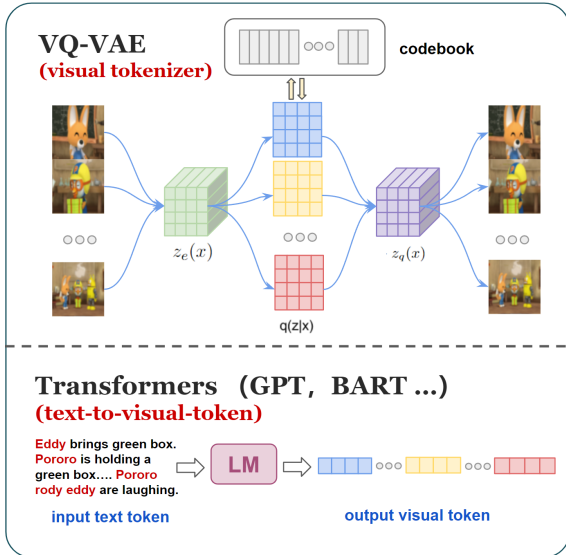 VQ-VAE
(visual tokenizer)
codebook
z_e(x)
z_q(x)
q(z|x)
Transformers （GPT，BART ...）
(text-to-visual-token)
Eddy brings green box.
Pororo is holding a
green box.... Pororo
rody eddy are laughing.
LM
input text token
output visual token